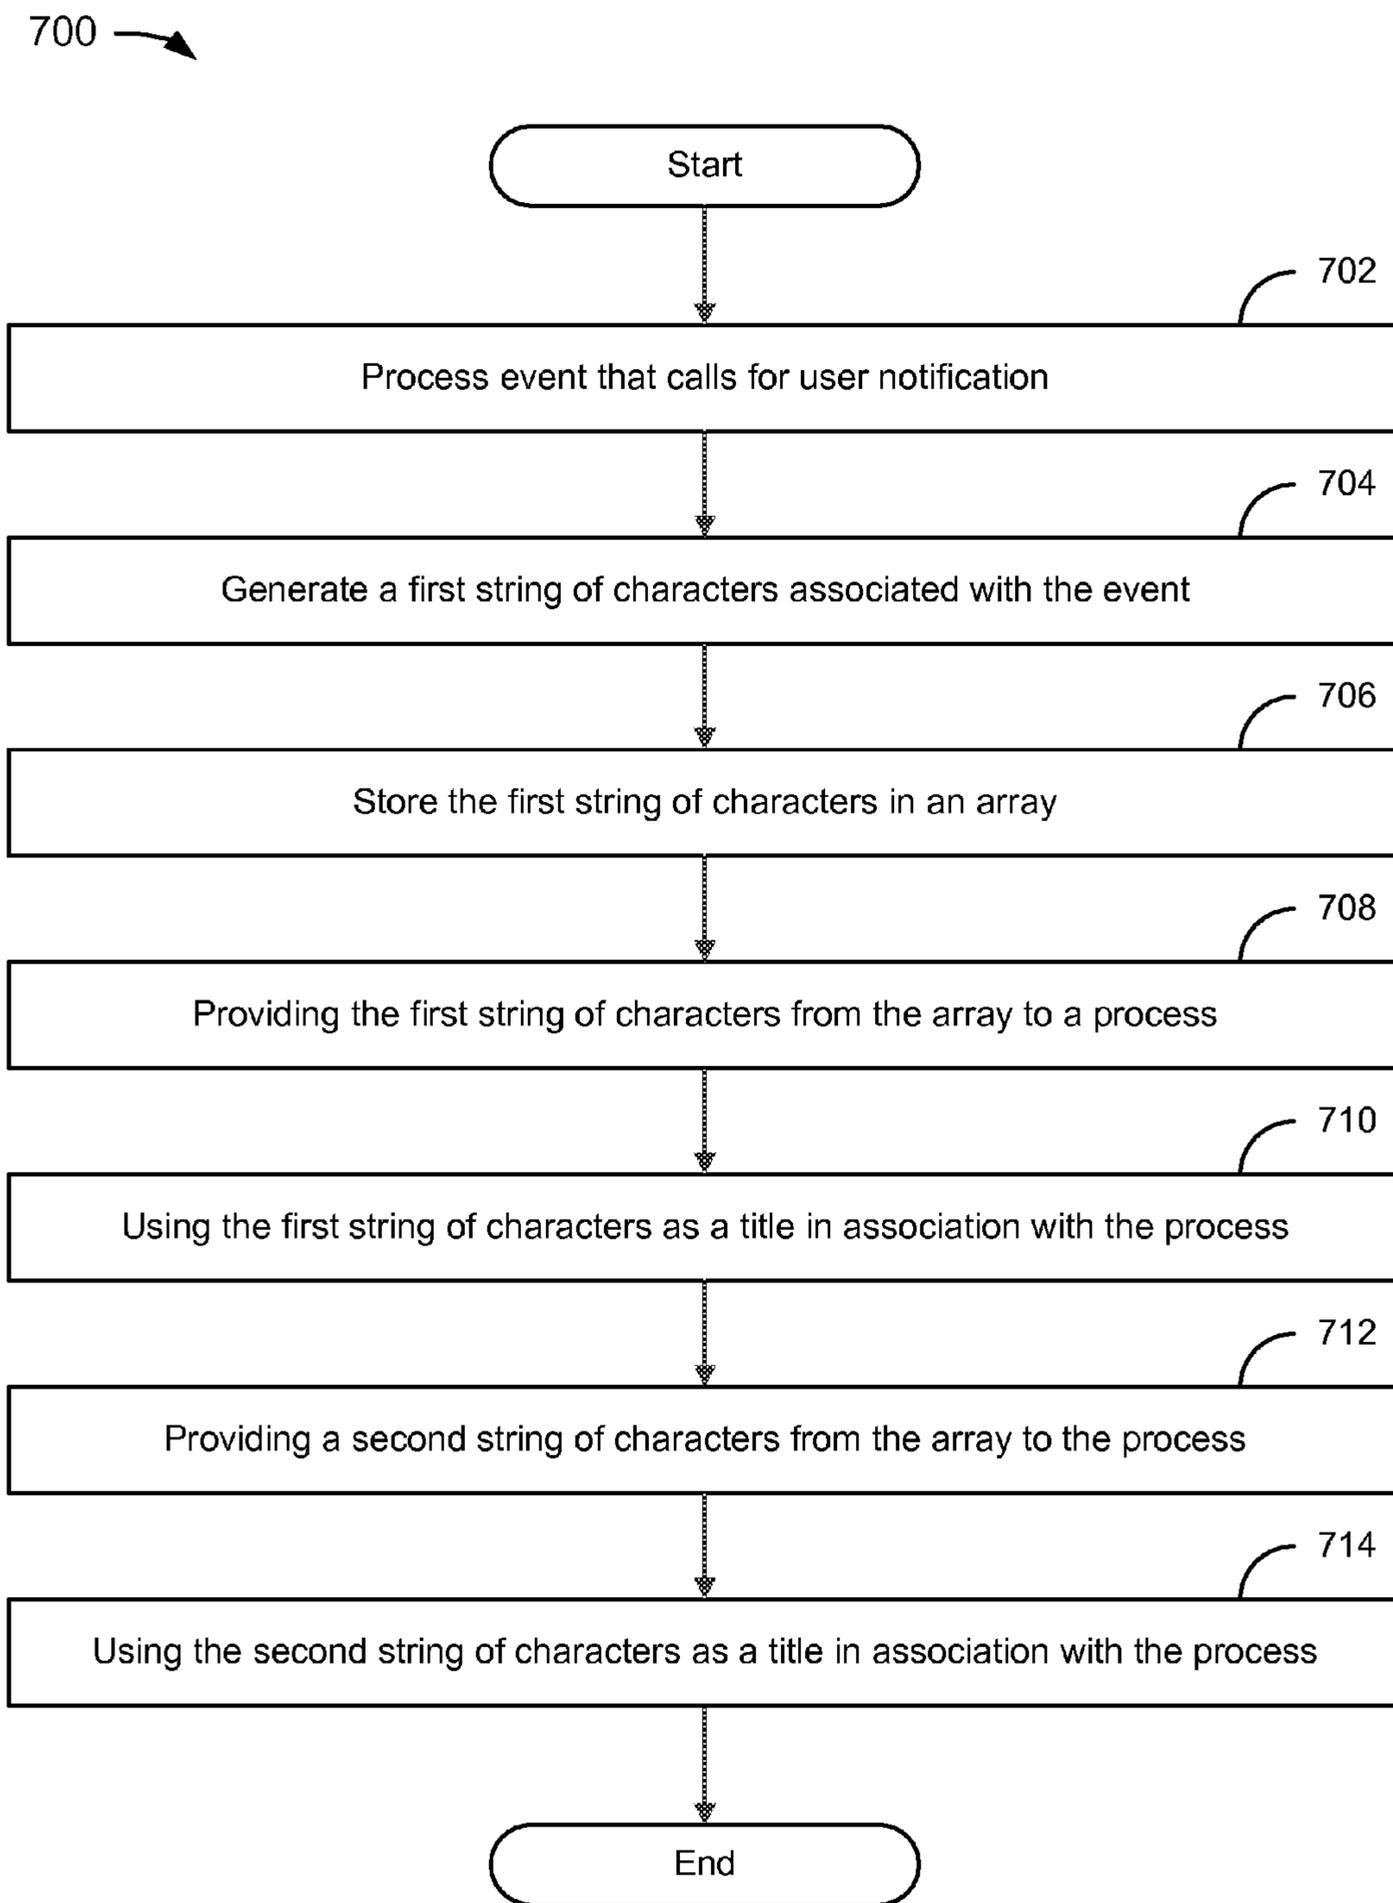 700
Start
702
Process event that calls for user notification
704
Generate a first string of characters associated with the event
706
Store the first string of characters in an array
708
Providing the first string of characters from the array to a process
710
Using the first string of characters as a title in association with the process
712
Providing a second string of characters from the array to the process
714
Using the second string of characters as a title in association with the process
End